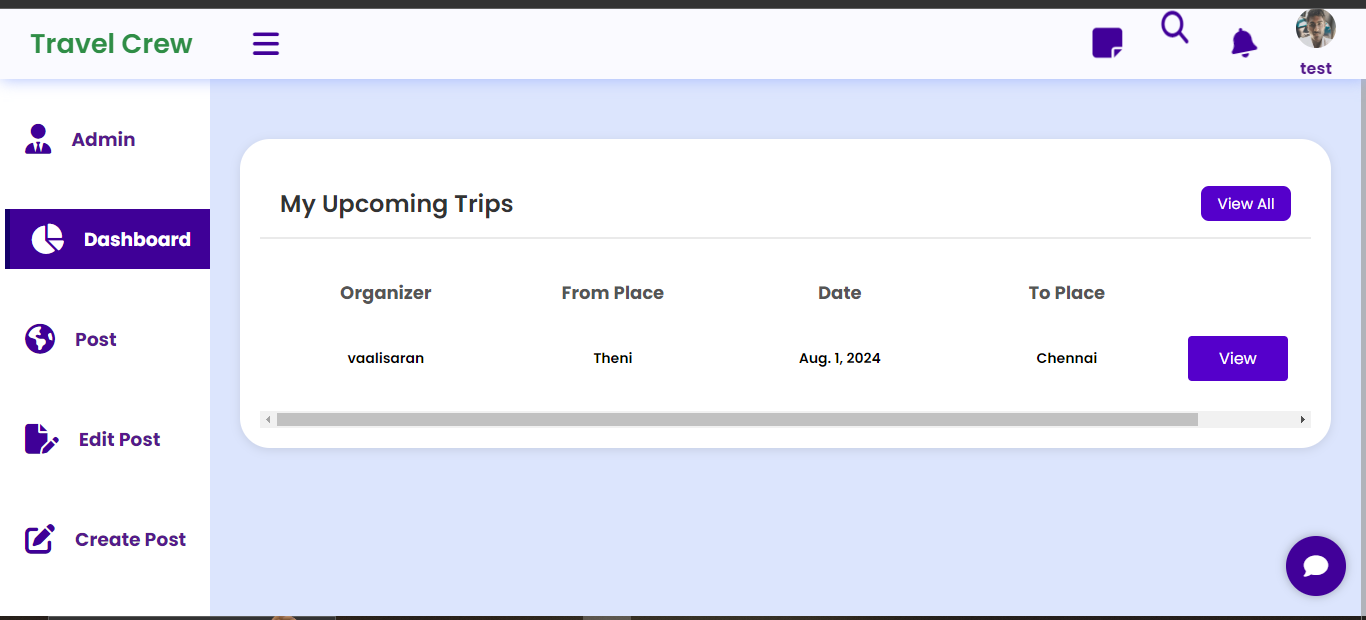 Travel Crew
test
Admin
Dashboard
Post
Edit Post
Create Post
My Upcoming Trips
View All
Organizer From Place Date To Place
vaalisaran Theni Aug. 1, 2024 Chennai View